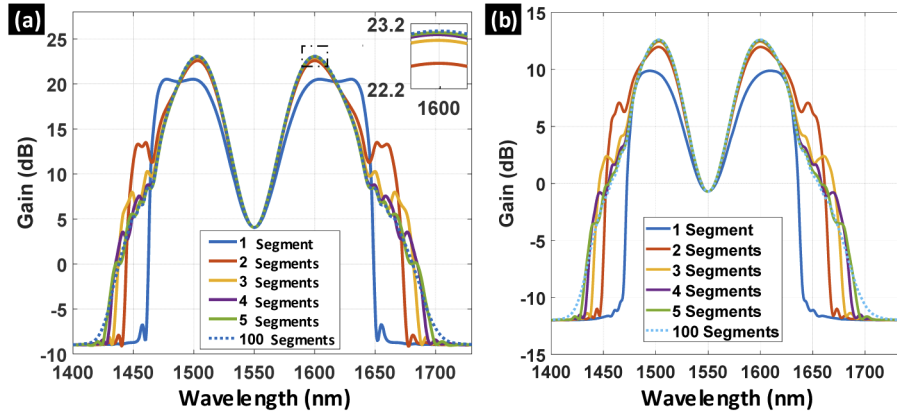 (a)
Gain (dB)
25
20
15
10
5
0
-5
-10
1400 1450 1500 1550 1600 1650 1700
Wavelength (nm)
1 Segment
2 Segments
3 Segments
4 Segments
5 Segments
100 Segments
23.2
22.2
1600
(b)
Gain (dB)
15
10
5
0
-5
-10
-15
1400 1450 1500 1550 1600 1650 1700
Wavelength (nm)
1 Segment
2 Segments
3 Segments
4 Segments
5 Segments
100 Segments